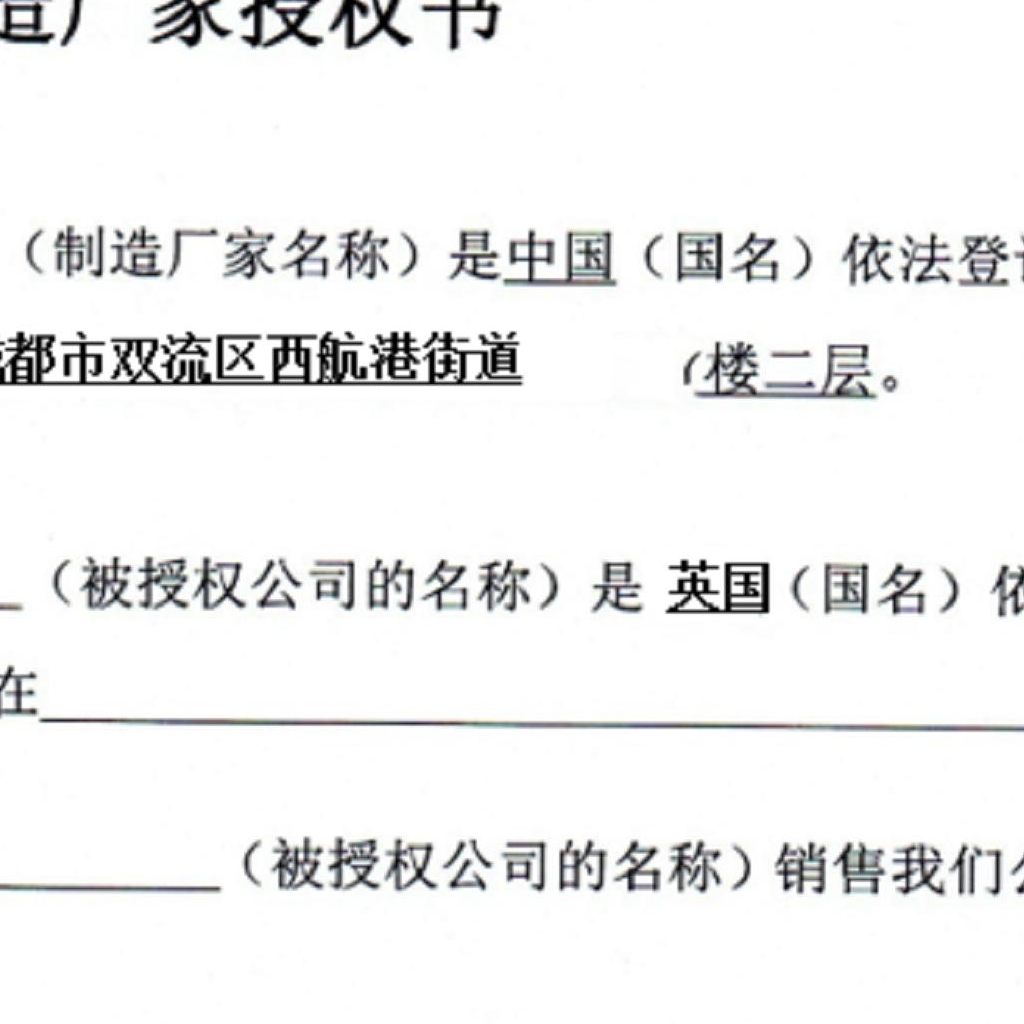 造厂家授权书
（制造厂家名称）是中国（国名）依法登
都市双流区西航港街道 楼二层。
（被授权公司的名称）是 英国（国名）依
在
（被授权公司的名称）销售我们公